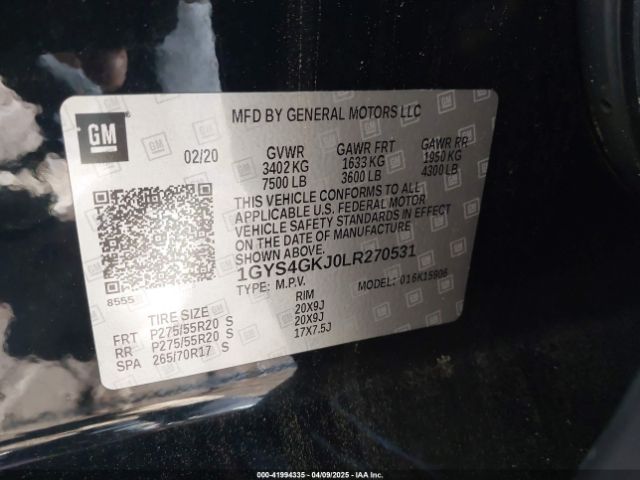 GM
MFD BY GENERAL MOTORS LLC
02/20
GVWR GAWR FRT GAWR RR
3402 KG 1633 KG 1950 KG
7500 LB 3600 LB 4300 LB
THIS VEHICLE CONFORMS TO ALL
APPLICABLE U.S. FEDERAL MOTOR
VEHICLE SAFETY STANDARDS IN EFFECT
ON THE DATE OF MANUFACTURE
SHOWN ABOVE.
1GYS4GKJ0LR270531
TYPE: M.P.V. MODEL: 016K15906
8555
TIRE SIZE RIM
FRT P275/55R20 S 20X9J
RR P275/55R20 S 20X9J
SPA 265/70R17 S 17X7.5J
000-41994335 | 04/09/2025 - IAA Inc.